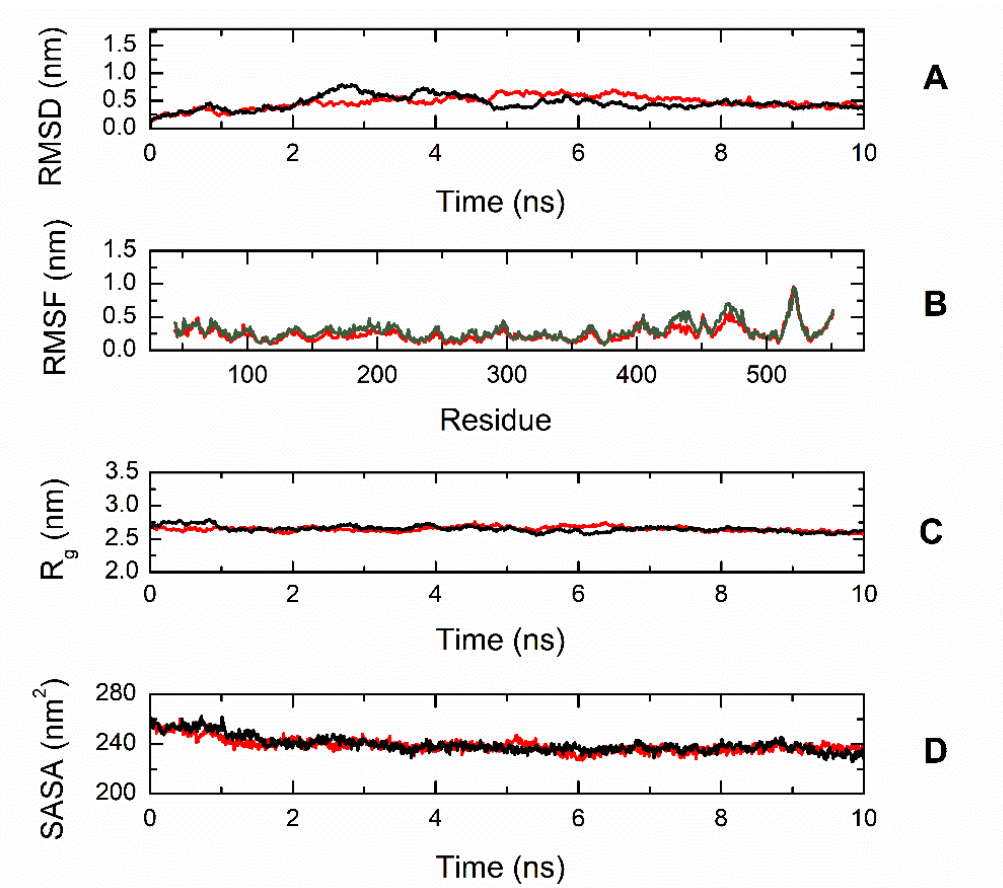 RMSD (nm)
1.5
1.0
0.5
0.0
0 2 4 6 8 10
Time (ns)
A
RMSF (nm)
1.5
1.0
0.5
0.0
100 200 300 400 500
Residue
B
R_g (nm)
3.5
3.0
2.5
2.0
0 2 4 6 8 10
Time (ns)
C
SASA (nm²)
280
240
200
0 2 4 6 8 10
Time (ns)
D